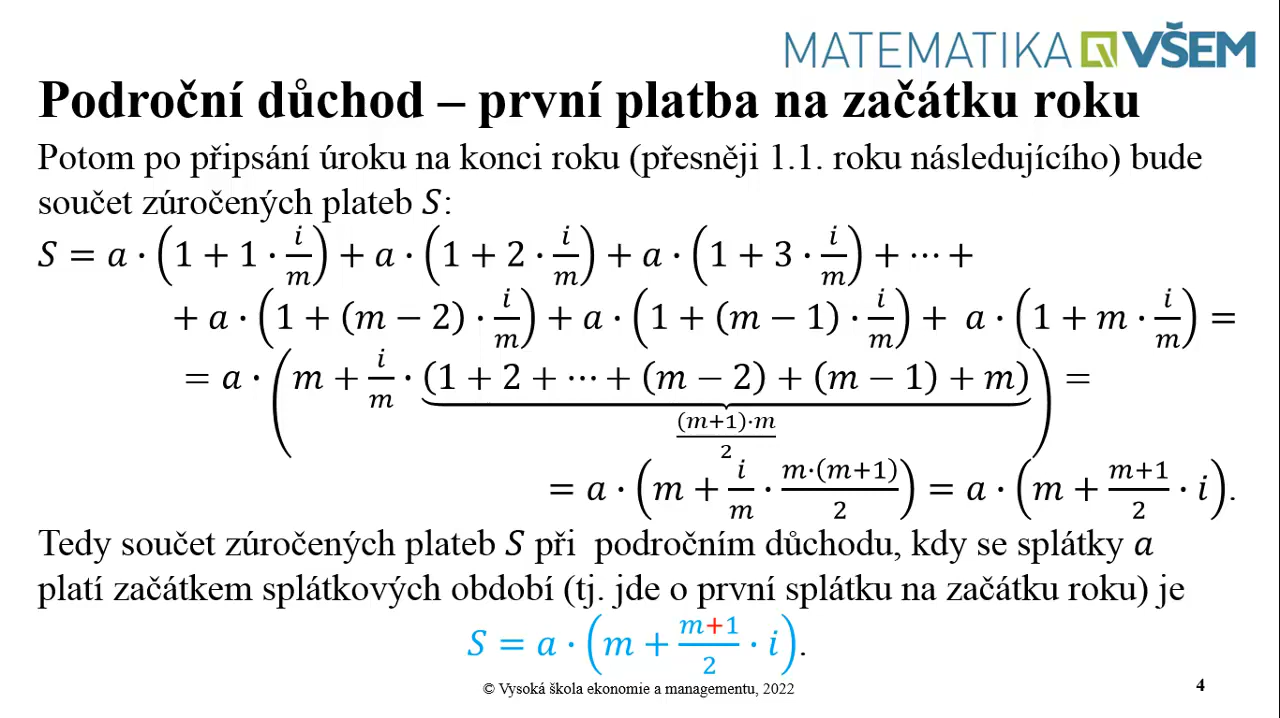 MATEMATIKA VŠEM
Područní důchod – první platba na začátku roku
Potom po připsání úroku na konci roku (přesněji 1.1. roku následujícího) bude
součet zúročených plateb S:
S = a · (1 + 1 · i/m) + a · (1 + 2 · i/m) + a · (1 + 3 · i/m) + ⋯ +
+ a · (1 + (m − 2) · i/m) + a · (1 + (m − 1) · i/m) + a · (1 + m · i/m) =
= a · (m + i/m · (1 + 2 + ⋯ + (m − 2) + (m − 1) + m)) =
(m+1)·m/2
= a · (m + i/m · m·(m+1)/2) = a · (m + m+1/2 · i).
Tedy součet zúročených plateb S při područním důchodu, kdy se splátky a
platí začátkem splátkových období (tj. jde o první splátku na začátku roku) je
S = a · (m + m+1/2 · i).
© Vysoká škola ekonomie a managementu, 2022
4